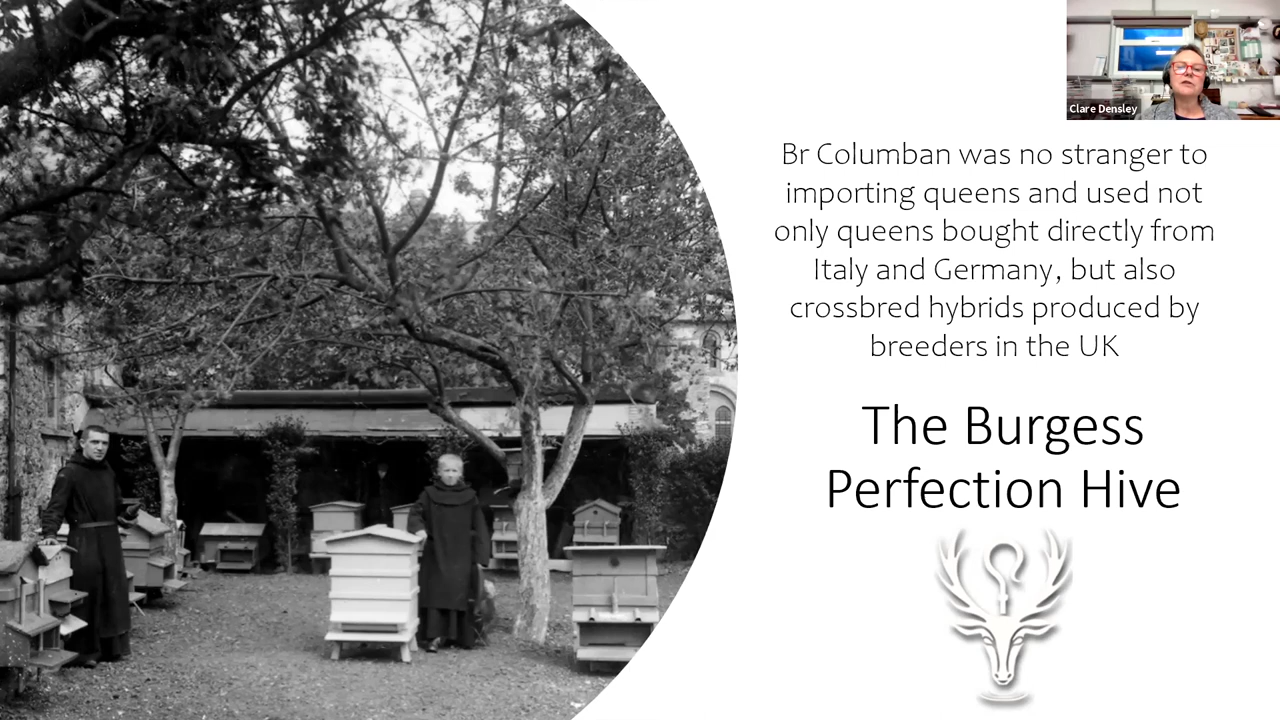 Clare Densley
Br Columban was no stranger to
importing queens and used not
only queens bought directly from
Italy and Germany, but also
crossbred hybrids produced by
breeders in the UK
The Burgess
Perfection Hive